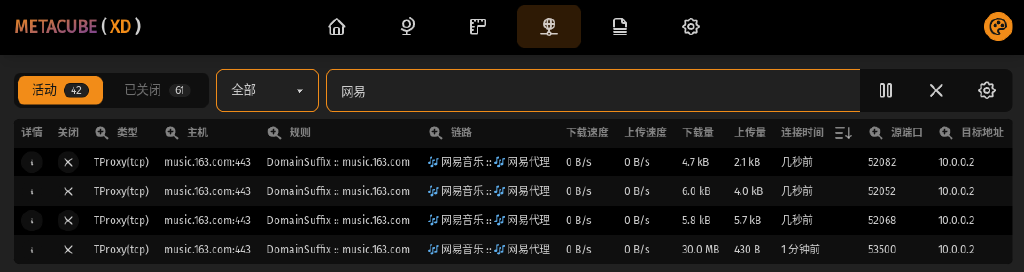 METACUBE(XD)
活动 42 已关闭 61 全部 网易
详情 关闭 类型 主机 规则 链路 下载速度 上传速度 下载量 上传量 连接时间 源端口 目标地址
TProxy(tcp) music.163.com:443 DomainSuffix :: music.163.com 🎶 网易音乐 :: 🎶 网易代理 0 B/s 0 B/s 4.7 kB 2.1 kB 几秒前 52082 10.0.0.2
TProxy(tcp) music.163.com:443 DomainSuffix :: music.163.com 🎶 网易音乐 :: 🎶 网易代理 0 B/s 0 B/s 6.0 kB 4.0 kB 几秒前 52052 10.0.0.2
TProxy(tcp) music.163.com:443 DomainSuffix :: music.163.com 🎶 网易音乐 :: 🎶 网易代理 0 B/s 0 B/s 5.8 kB 5.7 kB 几秒前 52068 10.0.0.2
TProxy(tcp) music.163.com:443 DomainSuffix :: music.163.com 🎶 网易音乐 :: 🎶 网易代理 0 B/s 0 B/s 30.0 MB 430 B 1 分钟前 53500 10.0.0.2